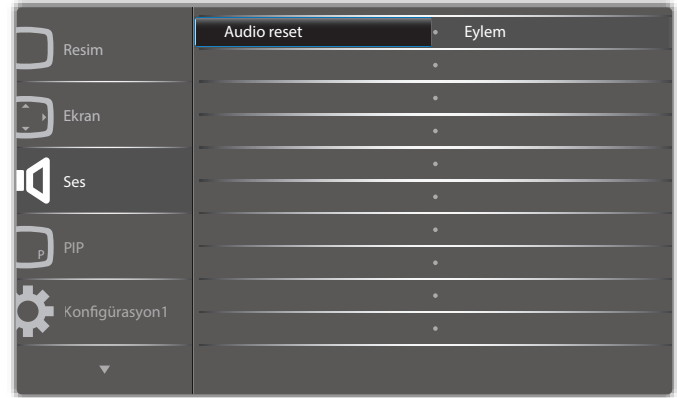 Resim
Ekran
Ses
P
PIP
Konfigürasyon1
Audio reset
Eylem